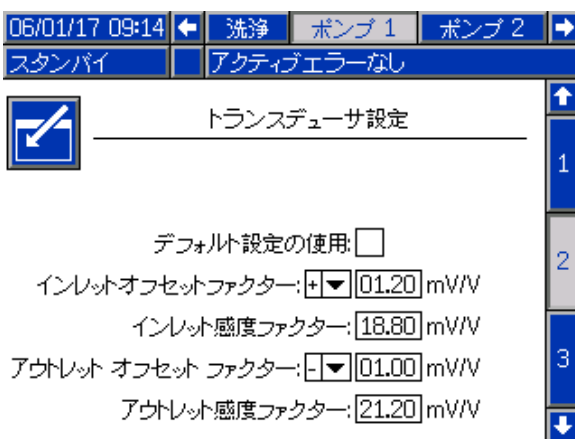 06/01/17 09:14 洗浄 ポンプ 1 ポンプ 2
スタンバイ アクティブエラーなし
トランスデューサ設定
1
デフォルト設定の使用:
2
インレットオフセットファクター: + 01.20 mV/V
インレット感度ファクター: 18.80 mV/V
3
アウトレット オフセット ファクター: - 01.00 mV/V
アウトレット感度ファクター: 21.20 mV/V